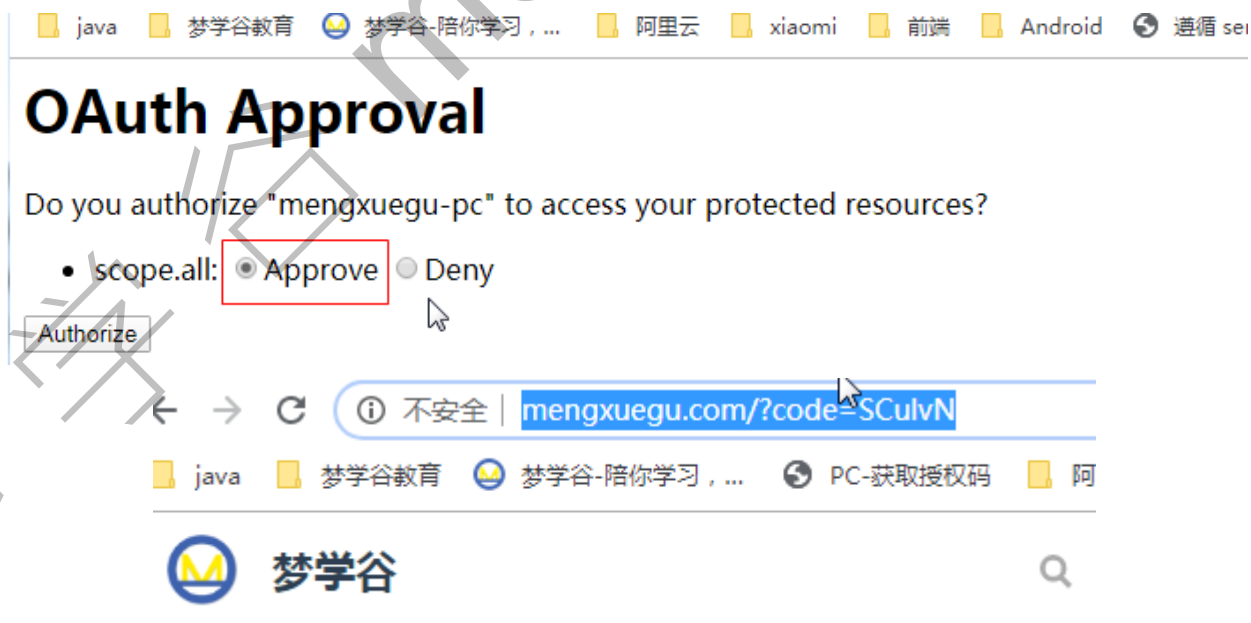 java 梦学谷教育 梦学谷-陪你学习，... 阿里云 xiaomi 前端 Android 遵循 ser
OAuth Approval
Do you authorize "mengxuegu-pc" to access your protected resources?
• scope.all: Approve Deny
Authorize
不安全 | mengxuegu.com/?code=SCulvN
java 梦学谷教育 梦学谷-陪你学习，... PC-获取授权码 阿
梦学谷